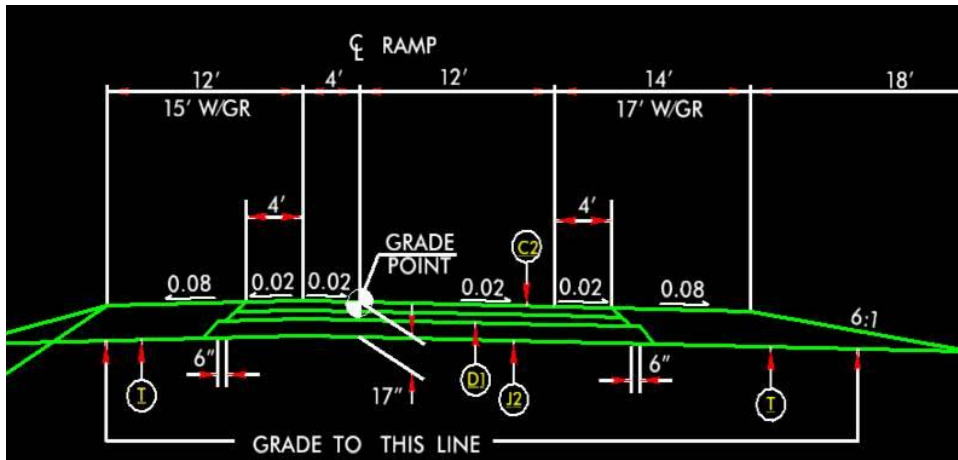 ℄ RAMP
12' 4' 12' 14' 18'
15' W/GR 17' W/GR
4' 4'
GRADE
POINT
C2
0.08 0.02 0.02 0.02 0.02 0.08
6:1
6" 17" D1 J2 6"
T T
GRADE TO THIS LINE